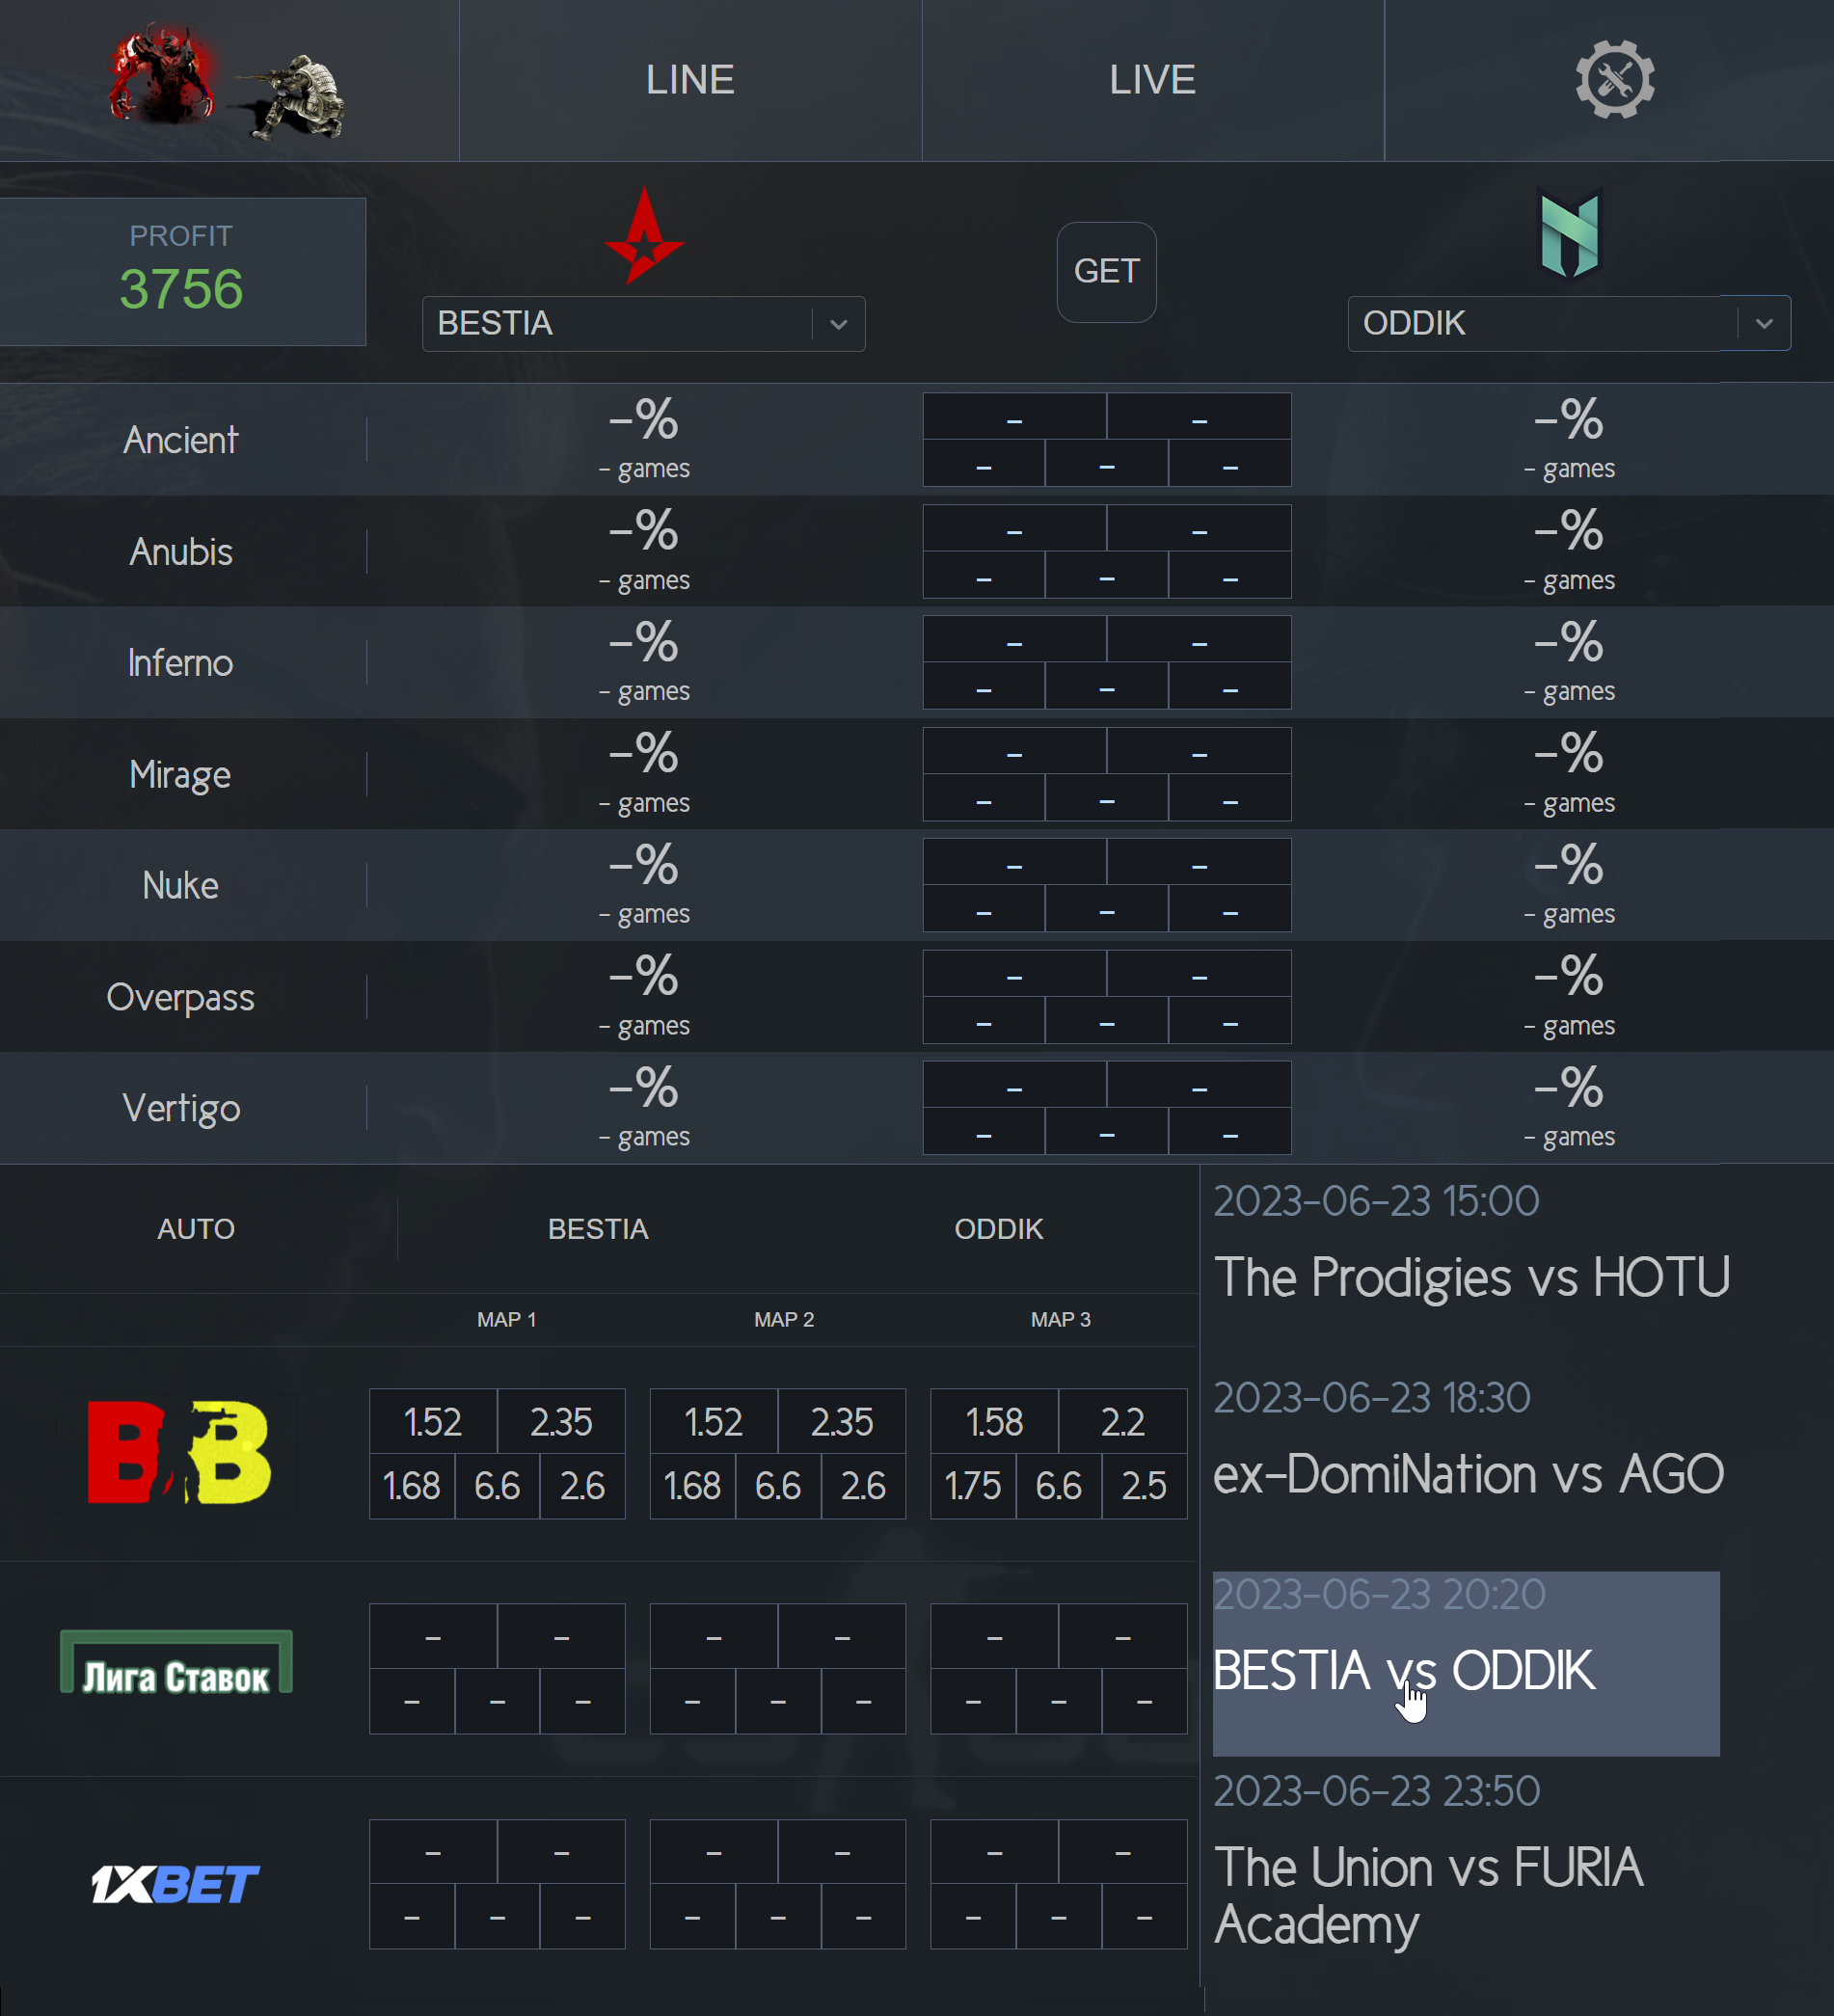 LINE LIVE
PROFIT
3756
BESTIA
GET
ODDIK
Ancient -% - - -%
- games - - - - games
Anubis -% - - -%
- games - - - - games
Inferno -% - - -%
- games - - - - games
Mirage -% - - -%
- games - - - - games
Nuke -% - - -%
- games - - - - games
Overpass -% - - -%
- games - - - - games
Vertigo -% - - -%
- games - - - - games
AUTO BESTIA ODDIK
MAP 1 MAP 2 MAP 3
BB
1.52 2.35 1.52 2.35 1.58 2.2
1.68 6.6 2.6 1.68 6.6 2.6 1.75 6.6 2.5
Лига Ставок
- - - - - -
- - - - - - - - -
1XBET
- - - - - -
- - - - - - - - -
2023-06-23 15:00
The Prodigies vs HOTU
2023-06-23 18:30
ex-DomiNation vs AGO
2023-06-23 20:20
BESTIA vs ODDIK
2023-06-23 23:50
The Union vs FURIA
Academy